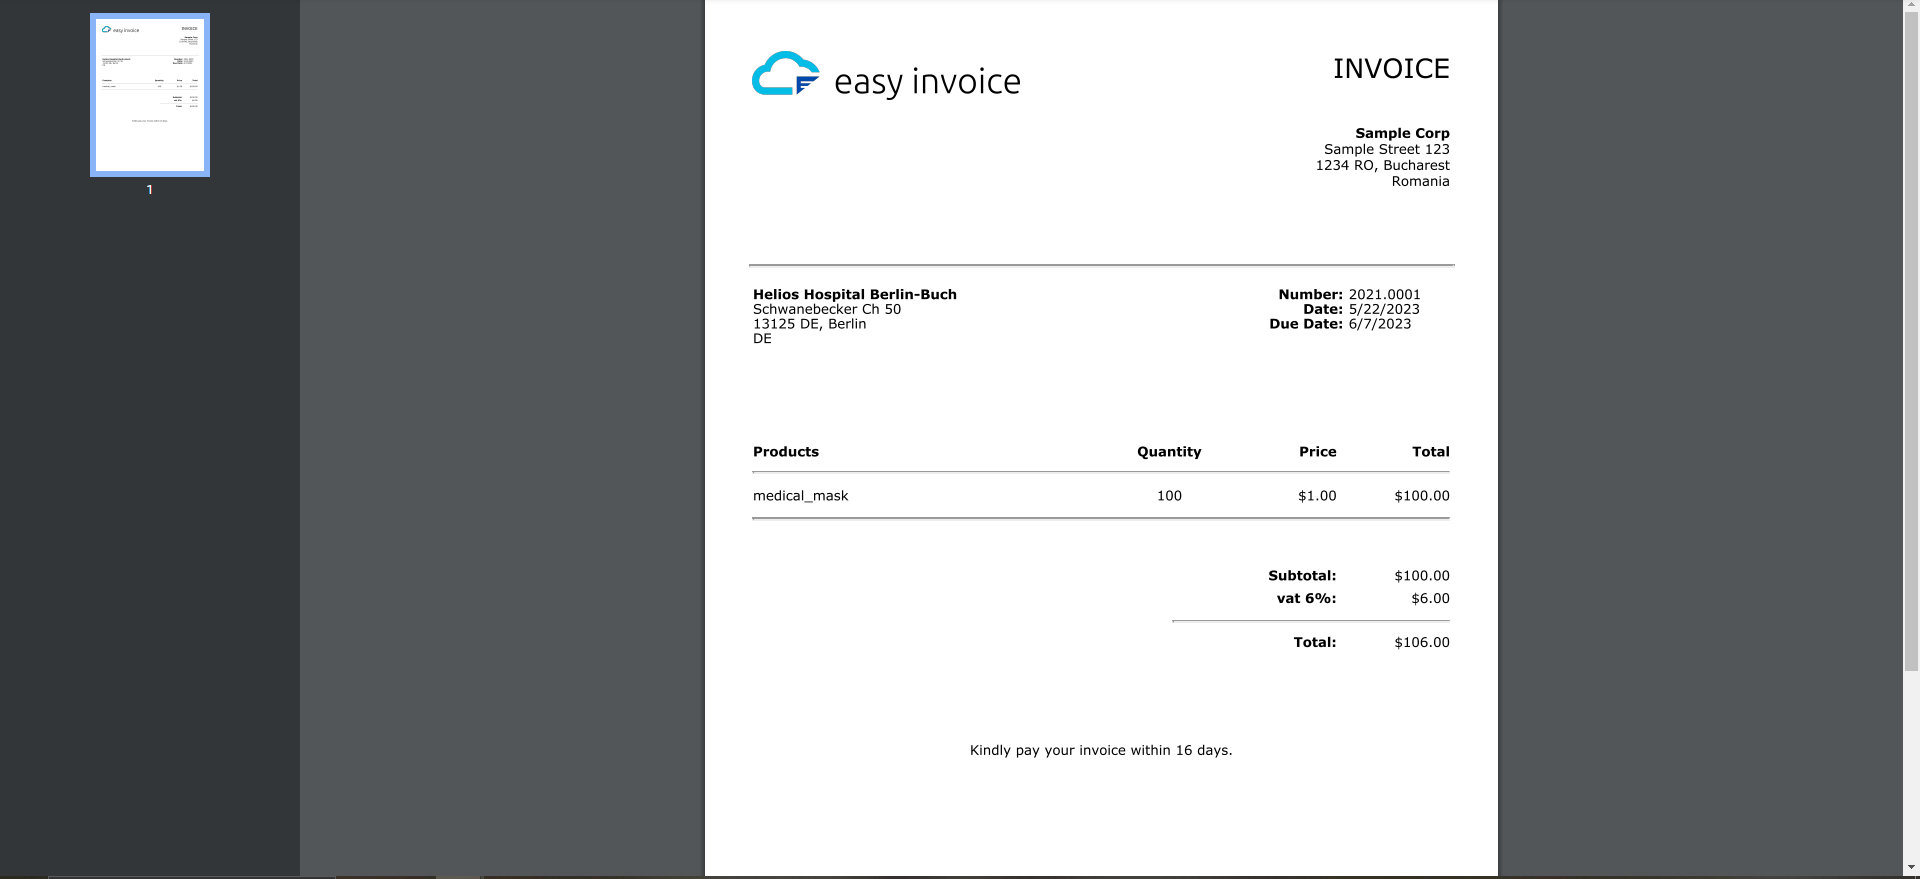 easy invoice
INVOICE
Sample Corp
Sample Street 123
1234 RO, Bucharest
Romania
Helios Hospital Berlin-Buch
Schwanebecker Ch 50
13125 DE, Berlin
DE
Number: 2021.0001
Date: 5/22/2023
Due Date: 6/7/2023
Products Quantity Price Total
medical_mask 100 $1.00 $100.00
Subtotal: $100.00
vat 6%: $6.00
Total: $106.00
Kindly pay your invoice within 16 days.
1